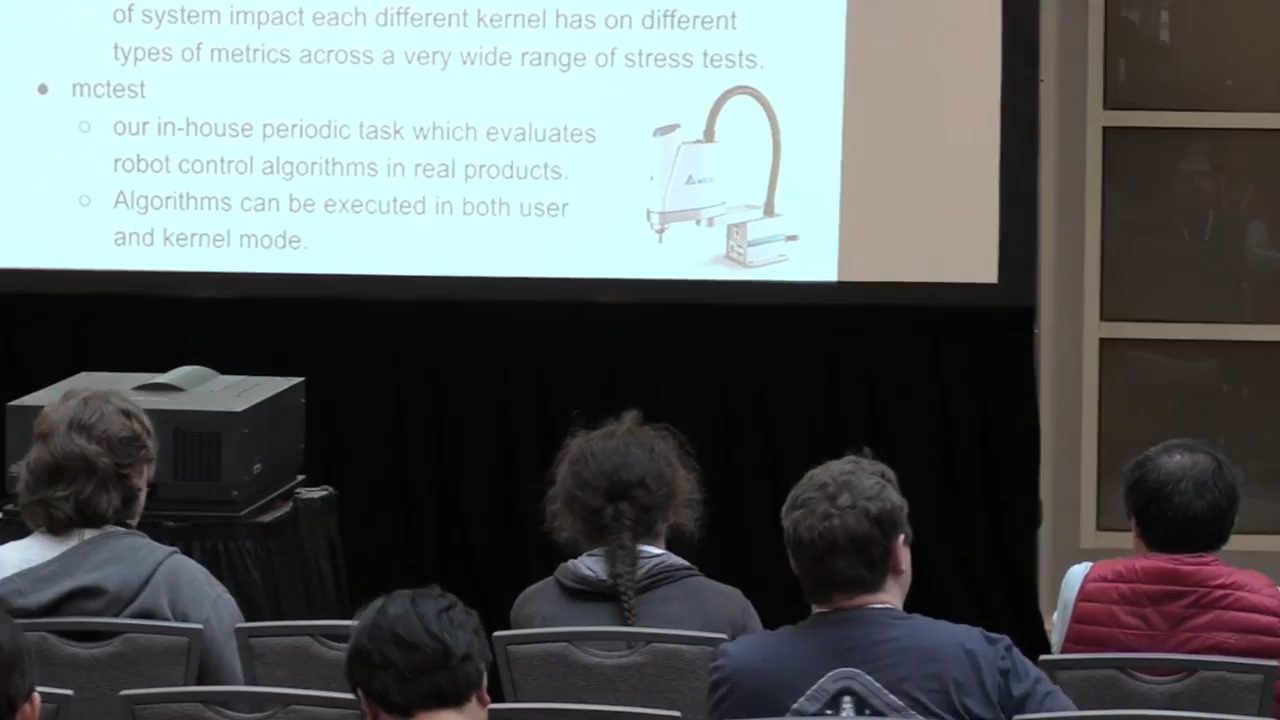 of system impact each different kernel has on different
types of metrics across a very wide range of stress tests.
● mctest
○ our in-house periodic task which evaluates
robot control algorithms in real products.
○ Algorithms can be executed in both user
and kernel mode.